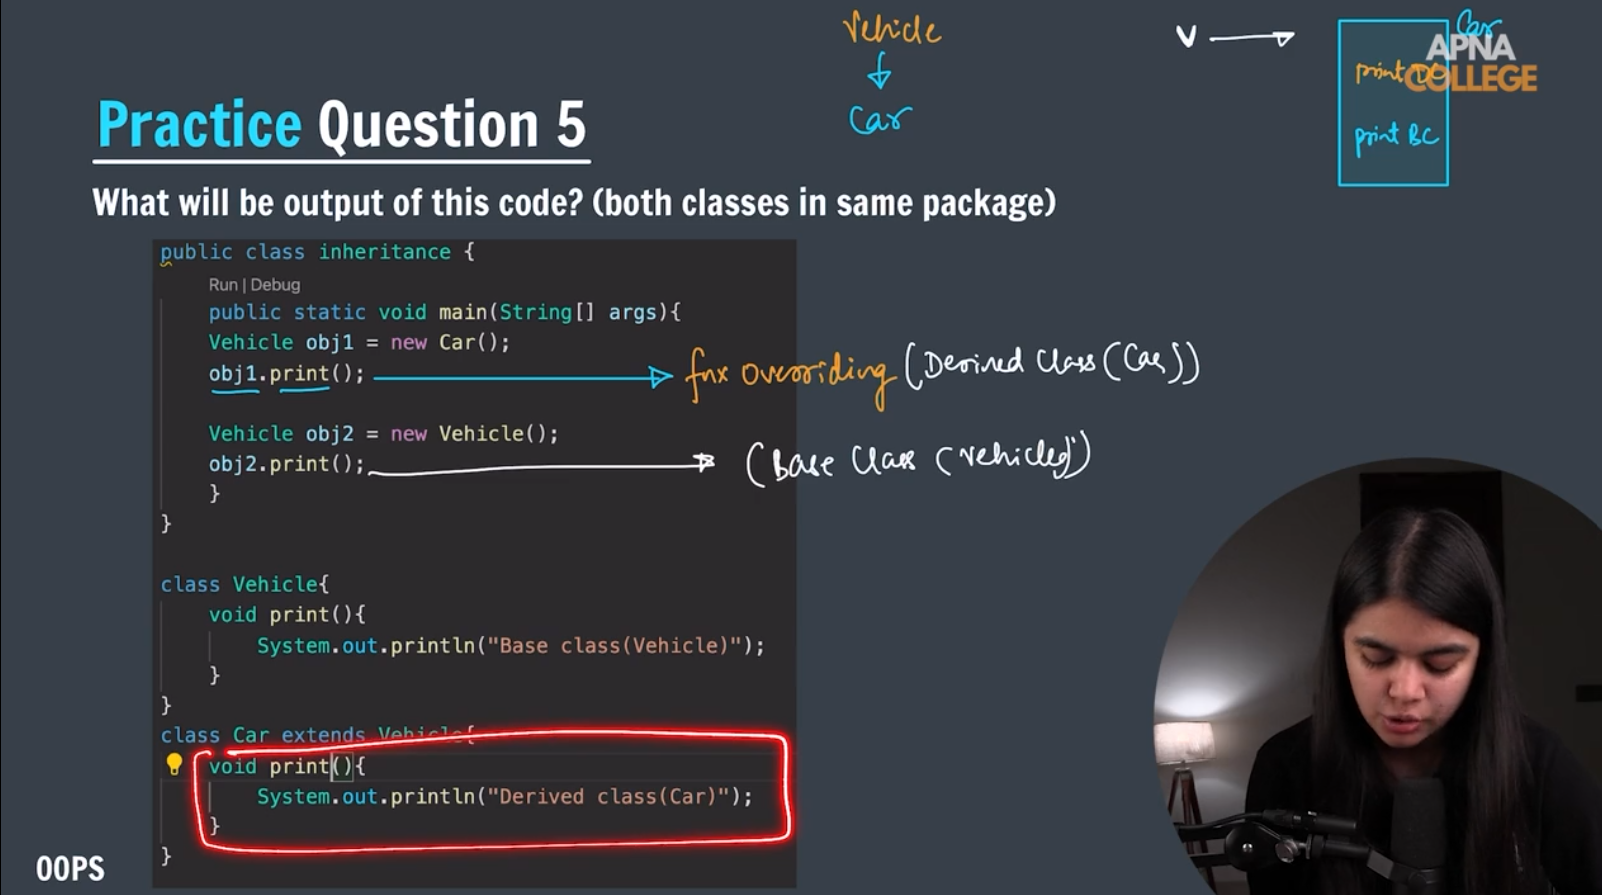 Vehicle
Car
V
Car
APNA
COLLEGE
print DC
print BC
Practice Question 5
What will be output of this code? (both classes in same package)
public class inheritance {
Run | Debug
public static void main(String[] args){
Vehicle obj1 = new Car();
obj1.print();
fnx overriding (Derived Class (Car))
Vehicle obj2 = new Vehicle();
obj2.print();
(Base Class (Vehicle))
}
}
class Vehicle{
void print(){
System.out.println("Base class(Vehicle)");
}
}
class Car extends Vehicle{
void print(){
System.out.println("Derived class(Car)");
}
}
OOPS